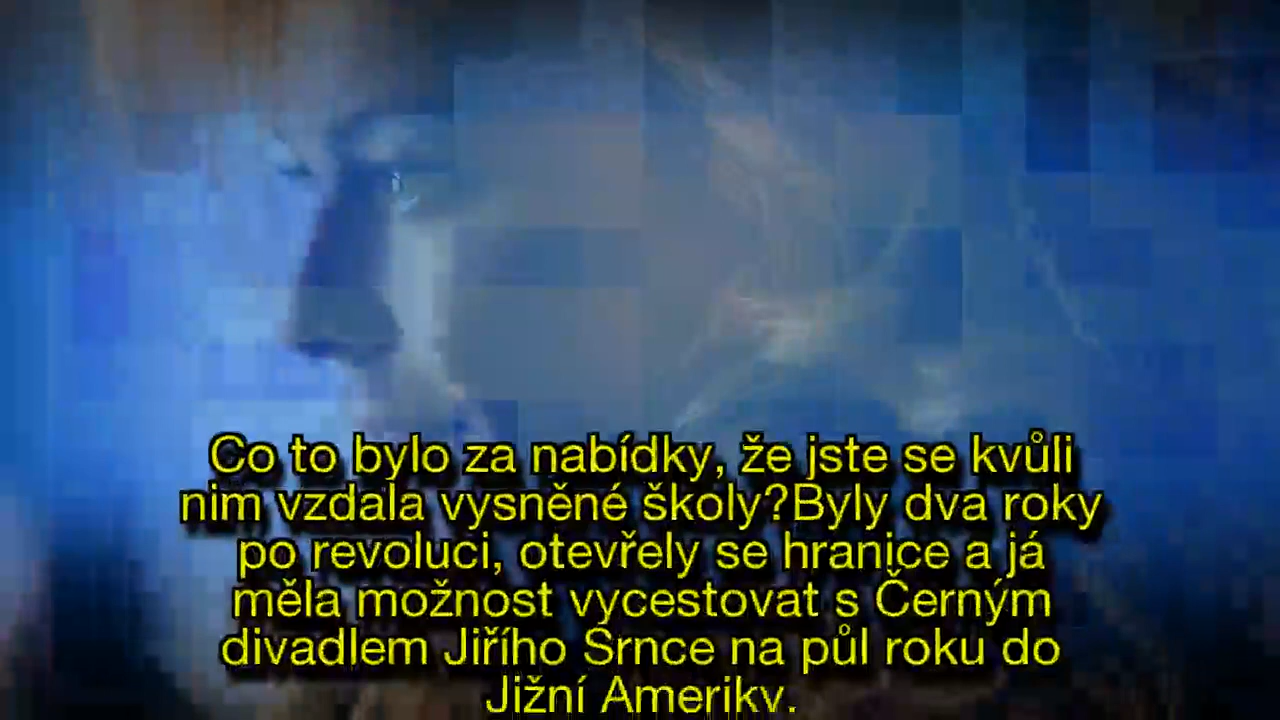 Co to bylo za nabídky, že jste se kvůli
nim vzdala vysněné školy?Byly dva roky
po revoluci, otevřely se hranice a já
měla možnost vycestovat s Černým
divadlem Jiřího Srnce na půl roku do
Jižní Ameriky.